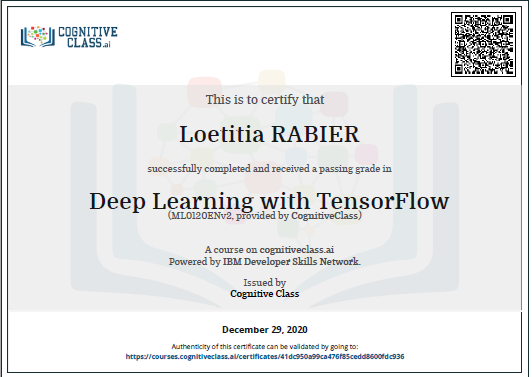 COGNITIVE
CLASS.ai
This is to certify that
Loetitia RABIER
successfully completed and received a passing grade in
Deep Learning with TensorFlow
(ML0120ENv2, provided by CognitiveClass)
A course on cognitiveclass.ai
Powered by IBM Developer Skills Network.
Issued by
Cognitive Class
December 29, 2020
Authenticity of this certificate can be validated by going to:
https://courses.cognitiveclass.ai/certificates/41dc950a99ca476f85cedd8600fdc936